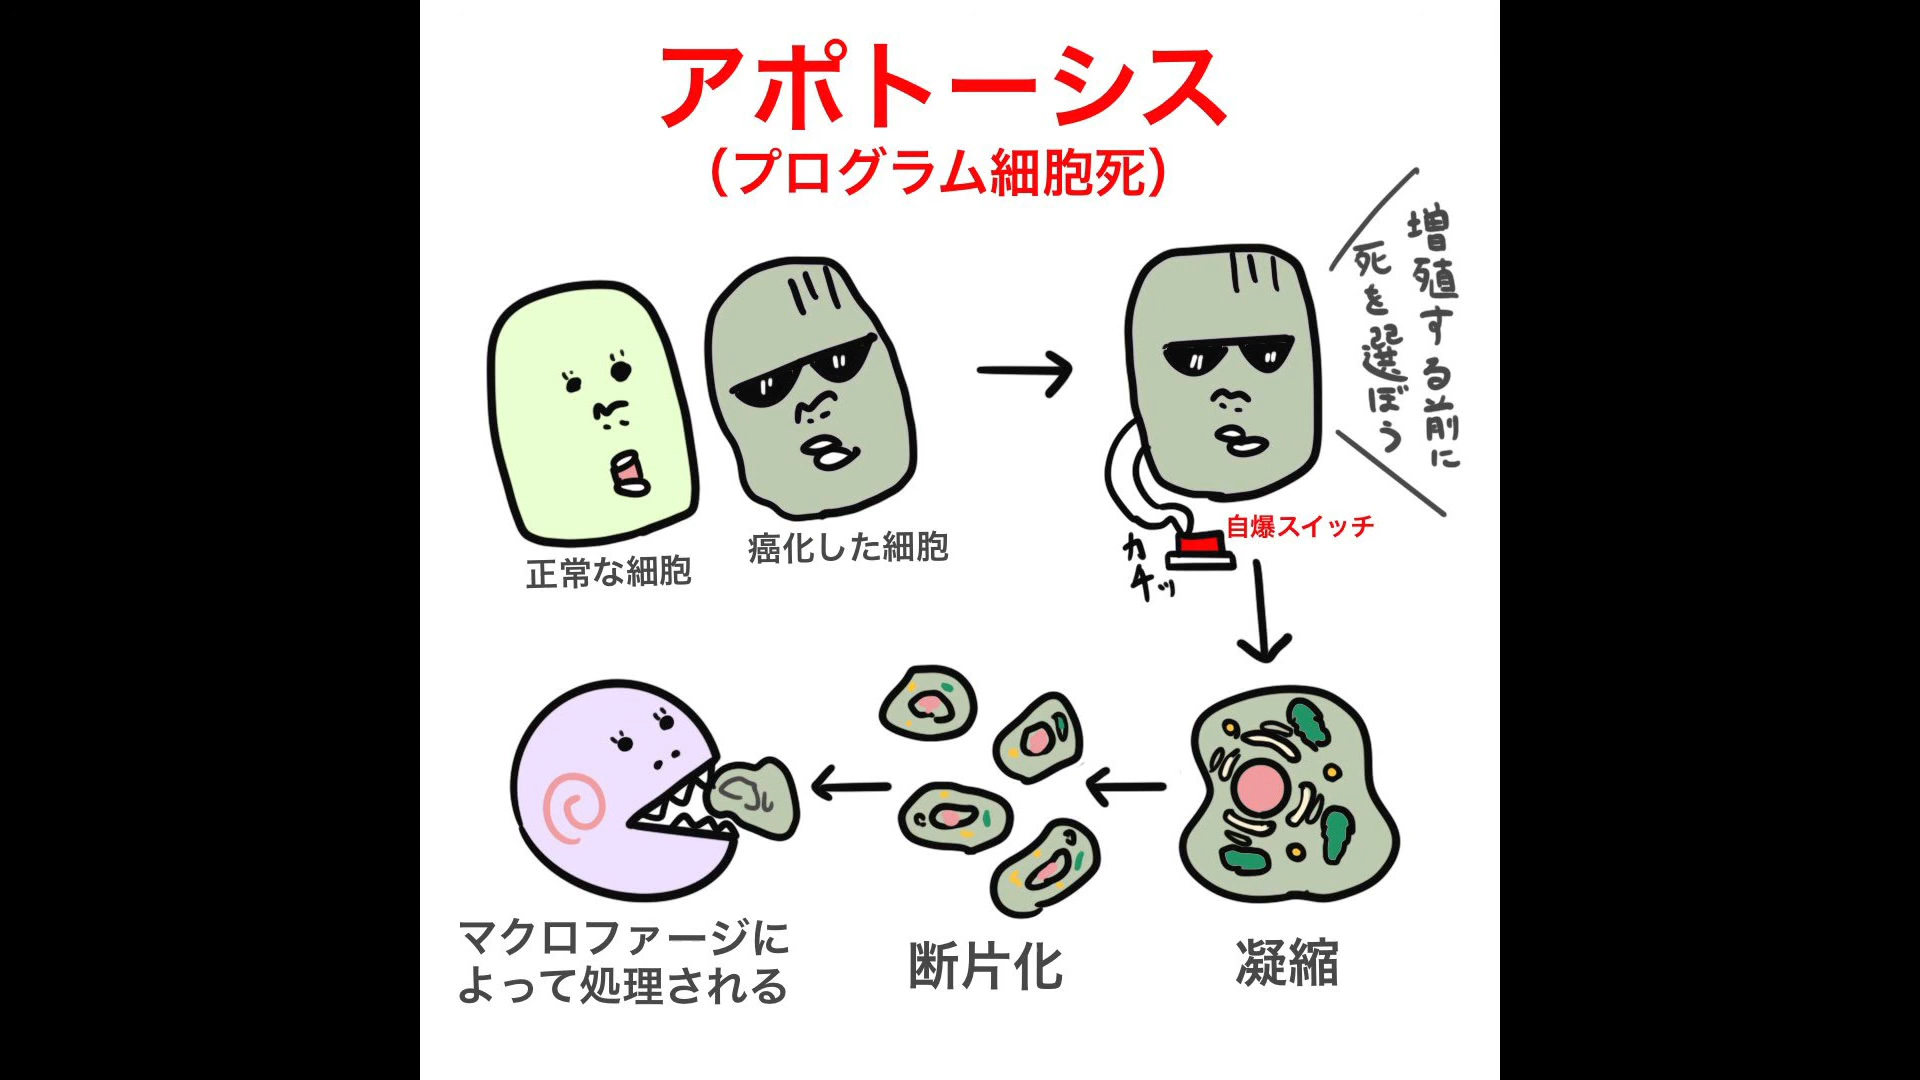 アポトーシス
（プログラム細胞死）
増殖する前に
死を選ぼう
正常な細胞
癌化した細胞
自爆スイッチ
カチッ
マクロファージに
よって処理される
断片化
凝縮